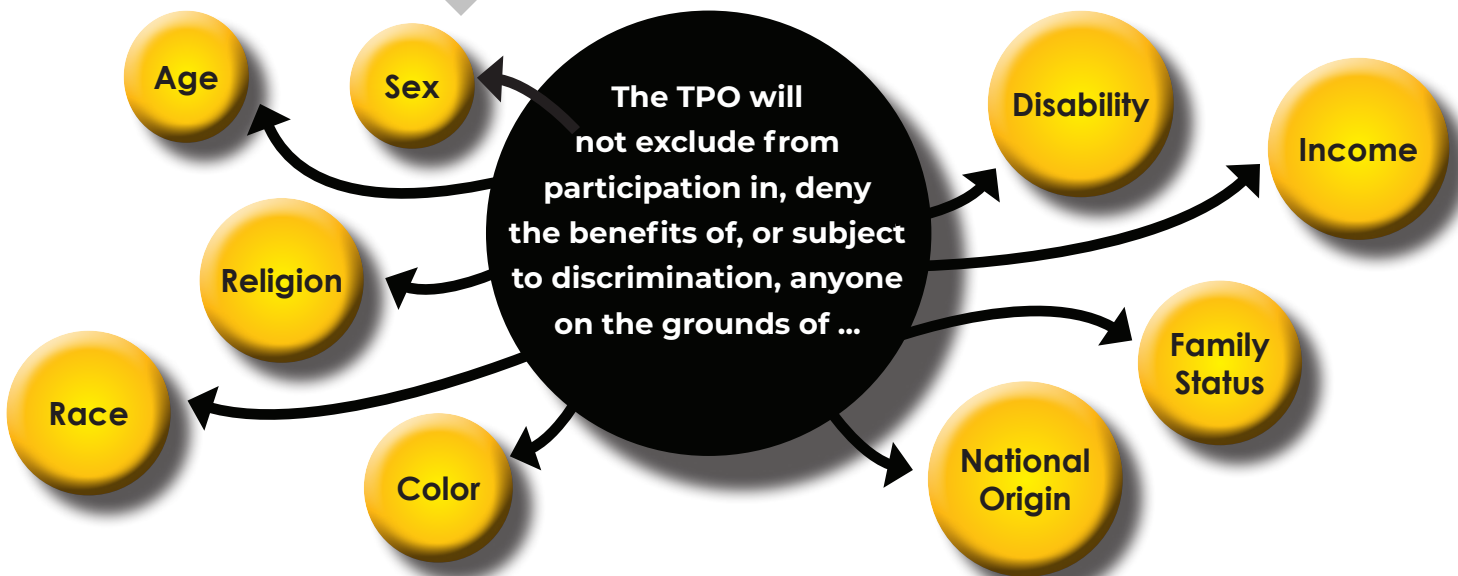 The TPO will
not exclude from
participation in, deny
the benefits of, or subject
to discrimination, anyone
on the grounds of ...
Age
Sex
Religion
Race
Color
Disability
Income
Family
Status
National
Origin